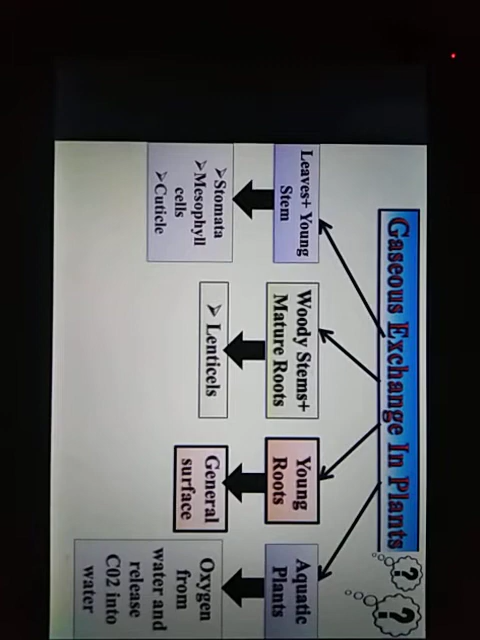 Gaseous Exchange In Plants
? ?
Leaves+ Young
Stem
Woody Stems+
Mature Roots
Young
Roots
Aquatic
Plants
➢Stomata
➢Mesophyll
cells
➢Cuticle
➢ Lenticels
General
surface
Oxygen
from
water and
release
C02 into
water